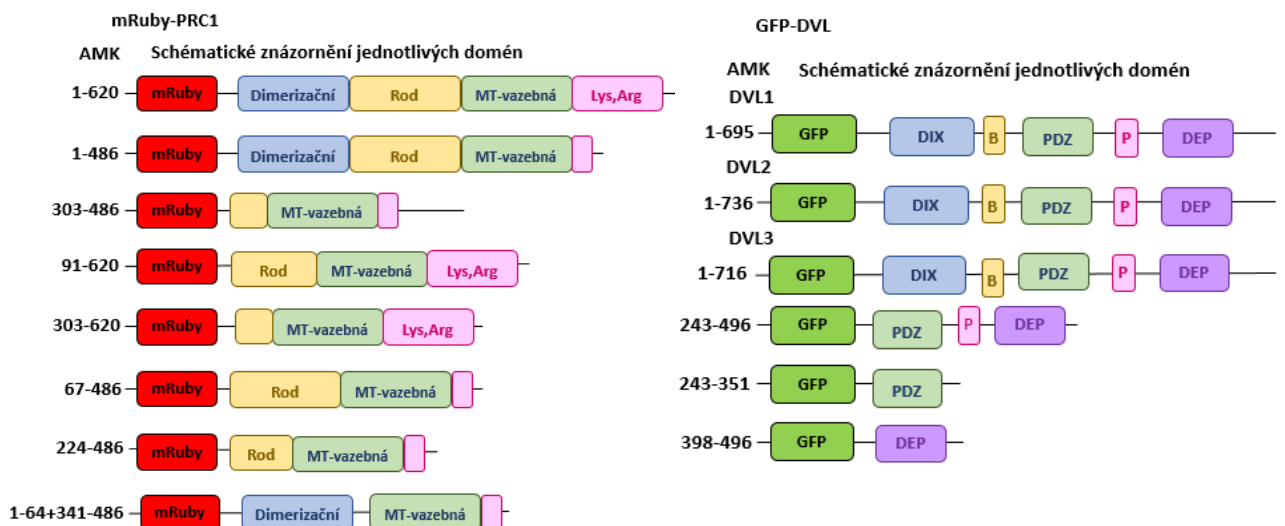 mRuby-PRC1
AMK Schématické znázornění jednotlivých domén
1-620 mRuby Dimerizační Rod MT-vazebná Lys,Arg
1-486 mRuby Dimerizační Rod MT-vazebná
303-486 mRuby MT-vazebná
91-620 mRuby Rod MT-vazebná Lys,Arg
303-620 mRuby MT-vazebná Lys,Arg
67-486 mRuby Rod MT-vazebná
224-486 mRuby Rod MT-vazebná
1-64+341-486 mRuby Dimerizační MT-vazebná
GFP-DVL
AMK Schématické znázornění jednotlivých domén
DVL1
1-695 GFP DIX B PDZ P DEP
DVL2
1-736 GFP DIX B PDZ P DEP
DVL3
1-716 GFP DIX B PDZ P DEP
243-496 GFP PDZ P DEP
243-351 GFP PDZ
398-496 GFP DEP